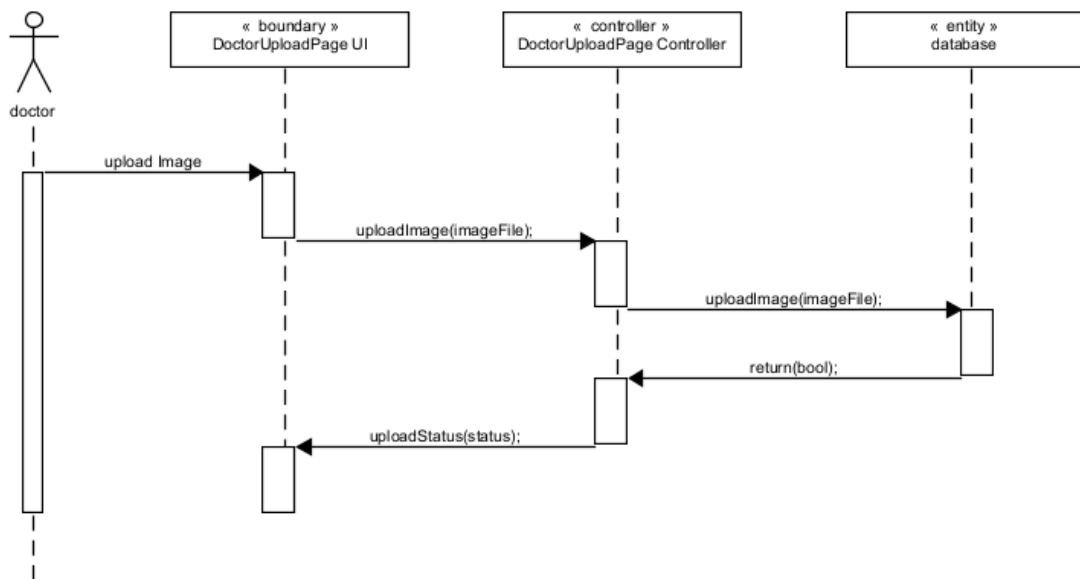 « boundary »
DoctorUploadPage UI
« controller »
DoctorUploadPage Controller
« entity »
database
doctor
upload Image
uploadImage(imageFile);
uploadImage(imageFile);
return(bool);
uploadStatus(status);